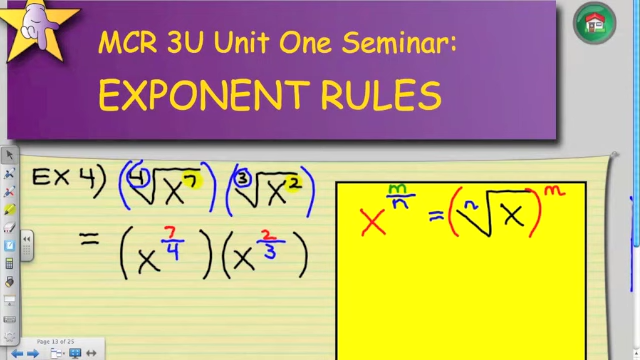 MCR 3U Unit One Seminar:
EXPONENT RULES
EX 4) (⁴√x⁷)(³√x²)
= (x^(7/4))(x^(2/3))
x^(m/n) = (ⁿ√x)^m
Page 13 of 25